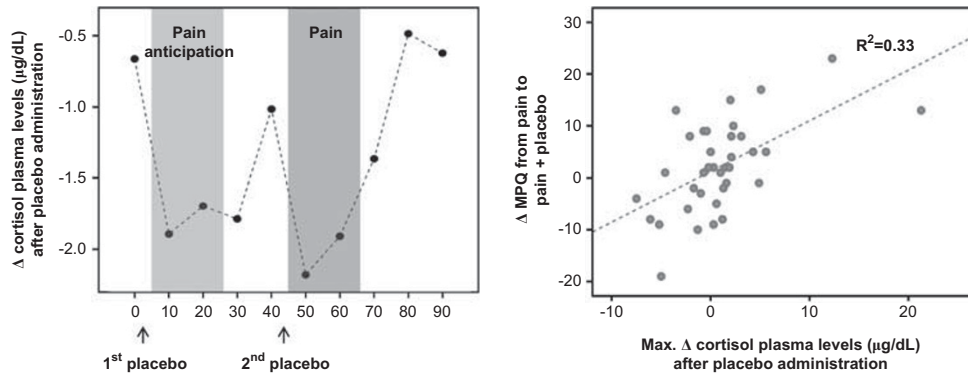 Δ cortisol plasma levels (μg/dL)
after placebo administration
-0.5
-1.0
-1.5
-2.0
Pain
anticipation
Pain
0 10 20 30 40 50 60 70 80 90
1st placebo
2nd placebo
Δ MPQ from pain to
pain + placebo
30
20
10
0
-10
-20
R²=0.33
-10 0 10 20
Max. Δ cortisol plasma levels (μg/dL)
after placebo administration